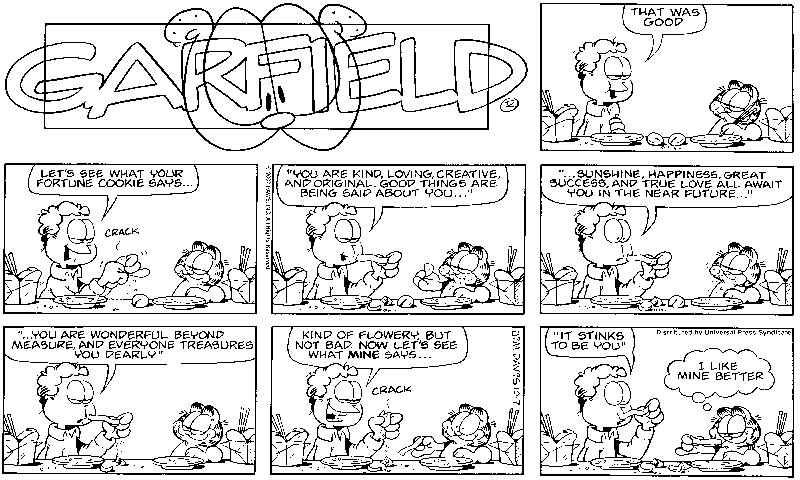 GARFIELD
THAT WAS
GOOD
LET'S SEE WHAT YOUR
FORTUNE COOKIE SAYS...
CRACK
"YOU ARE KIND, LOVING, CREATIVE,
AND ORIGINAL. GOOD THINGS ARE
BEING SAID ABOUT YOU..."
"...SUNSHINE, HAPPINESS, GREAT
SUCCESS, AND TRUE LOVE ALL AWAIT
YOU IN THE NEAR FUTURE..."
"...YOU ARE WONDERFUL BEYOND
MEASURE, AND EVERYONE TREASURES
YOU DEARLY"
KIND OF FLOWERY, BUT
NOT BAD. NOW LET'S SEE
WHAT MINE SAYS...
CRACK
JIM DAVIS 10-7
Distributed by Universal Press Syndicate
"IT STINKS
TO BE YOU"
I LIKE
MINE BETTER